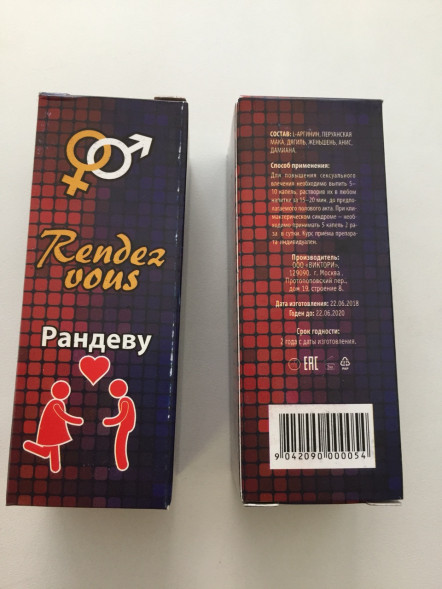 Rendez
vous
Рандеву
СОСТАВ: L-АРГИНИН, ПЕРУАНСКАЯ
МАКА, ДЯГИЛЬ, ЖЕНЬШЕНЬ, АНИС,
ДАМИАНА.
Способ применения:
Для повышения сексуального
влечения необходимо выпить 5-
10 капель, растворив их в любом
напитке за 15-20 мин. до предпо-
лагаемого полового акта. При кли-
мактерическом синдроме – необ-
ходимо принимать 5 капель 2 ра-
за в сутки. Курс приёма препара-
та индивидуален.
Производитель:
ООО «ВИКТОРИ»,
129090, г. Москва,
Протопоповский пер.,
дом 19, строение 8.
Дата изготовления: 22.06.2018
Годен до: 22.06.2020
Срок годности:
2 года с даты изготовления.
EAC
9 042090 000054